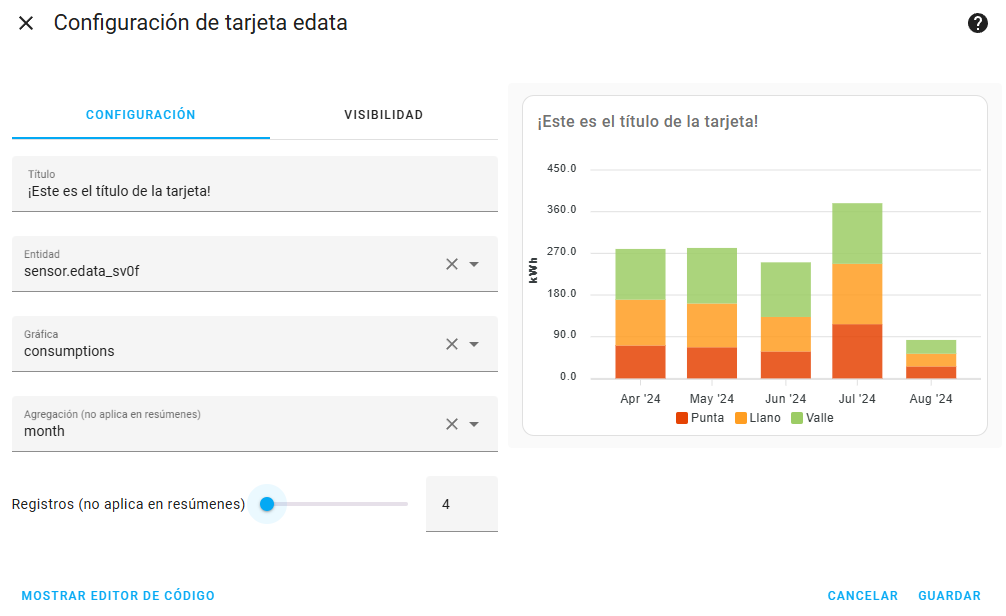 Configuración de tarjeta edata
CONFIGURACIÓN
VISIBILIDAD
Título
¡Este es el título de la tarjeta!
Entidad
sensor.edata_sv0f
Gráfica
consumptions
Agregación (no aplica en resúmenes)
month
Registros (no aplica en resúmenes)
4
¡Este es el título de la tarjeta!
kWh
450.0
360.0
270.0
180.0
90.0
0.0
Apr '24 May '24 Jun '24 Jul '24 Aug '24
Punta Llano Valle
MOSTRAR EDITOR DE CÓDIGO
CANCELAR GUARDAR